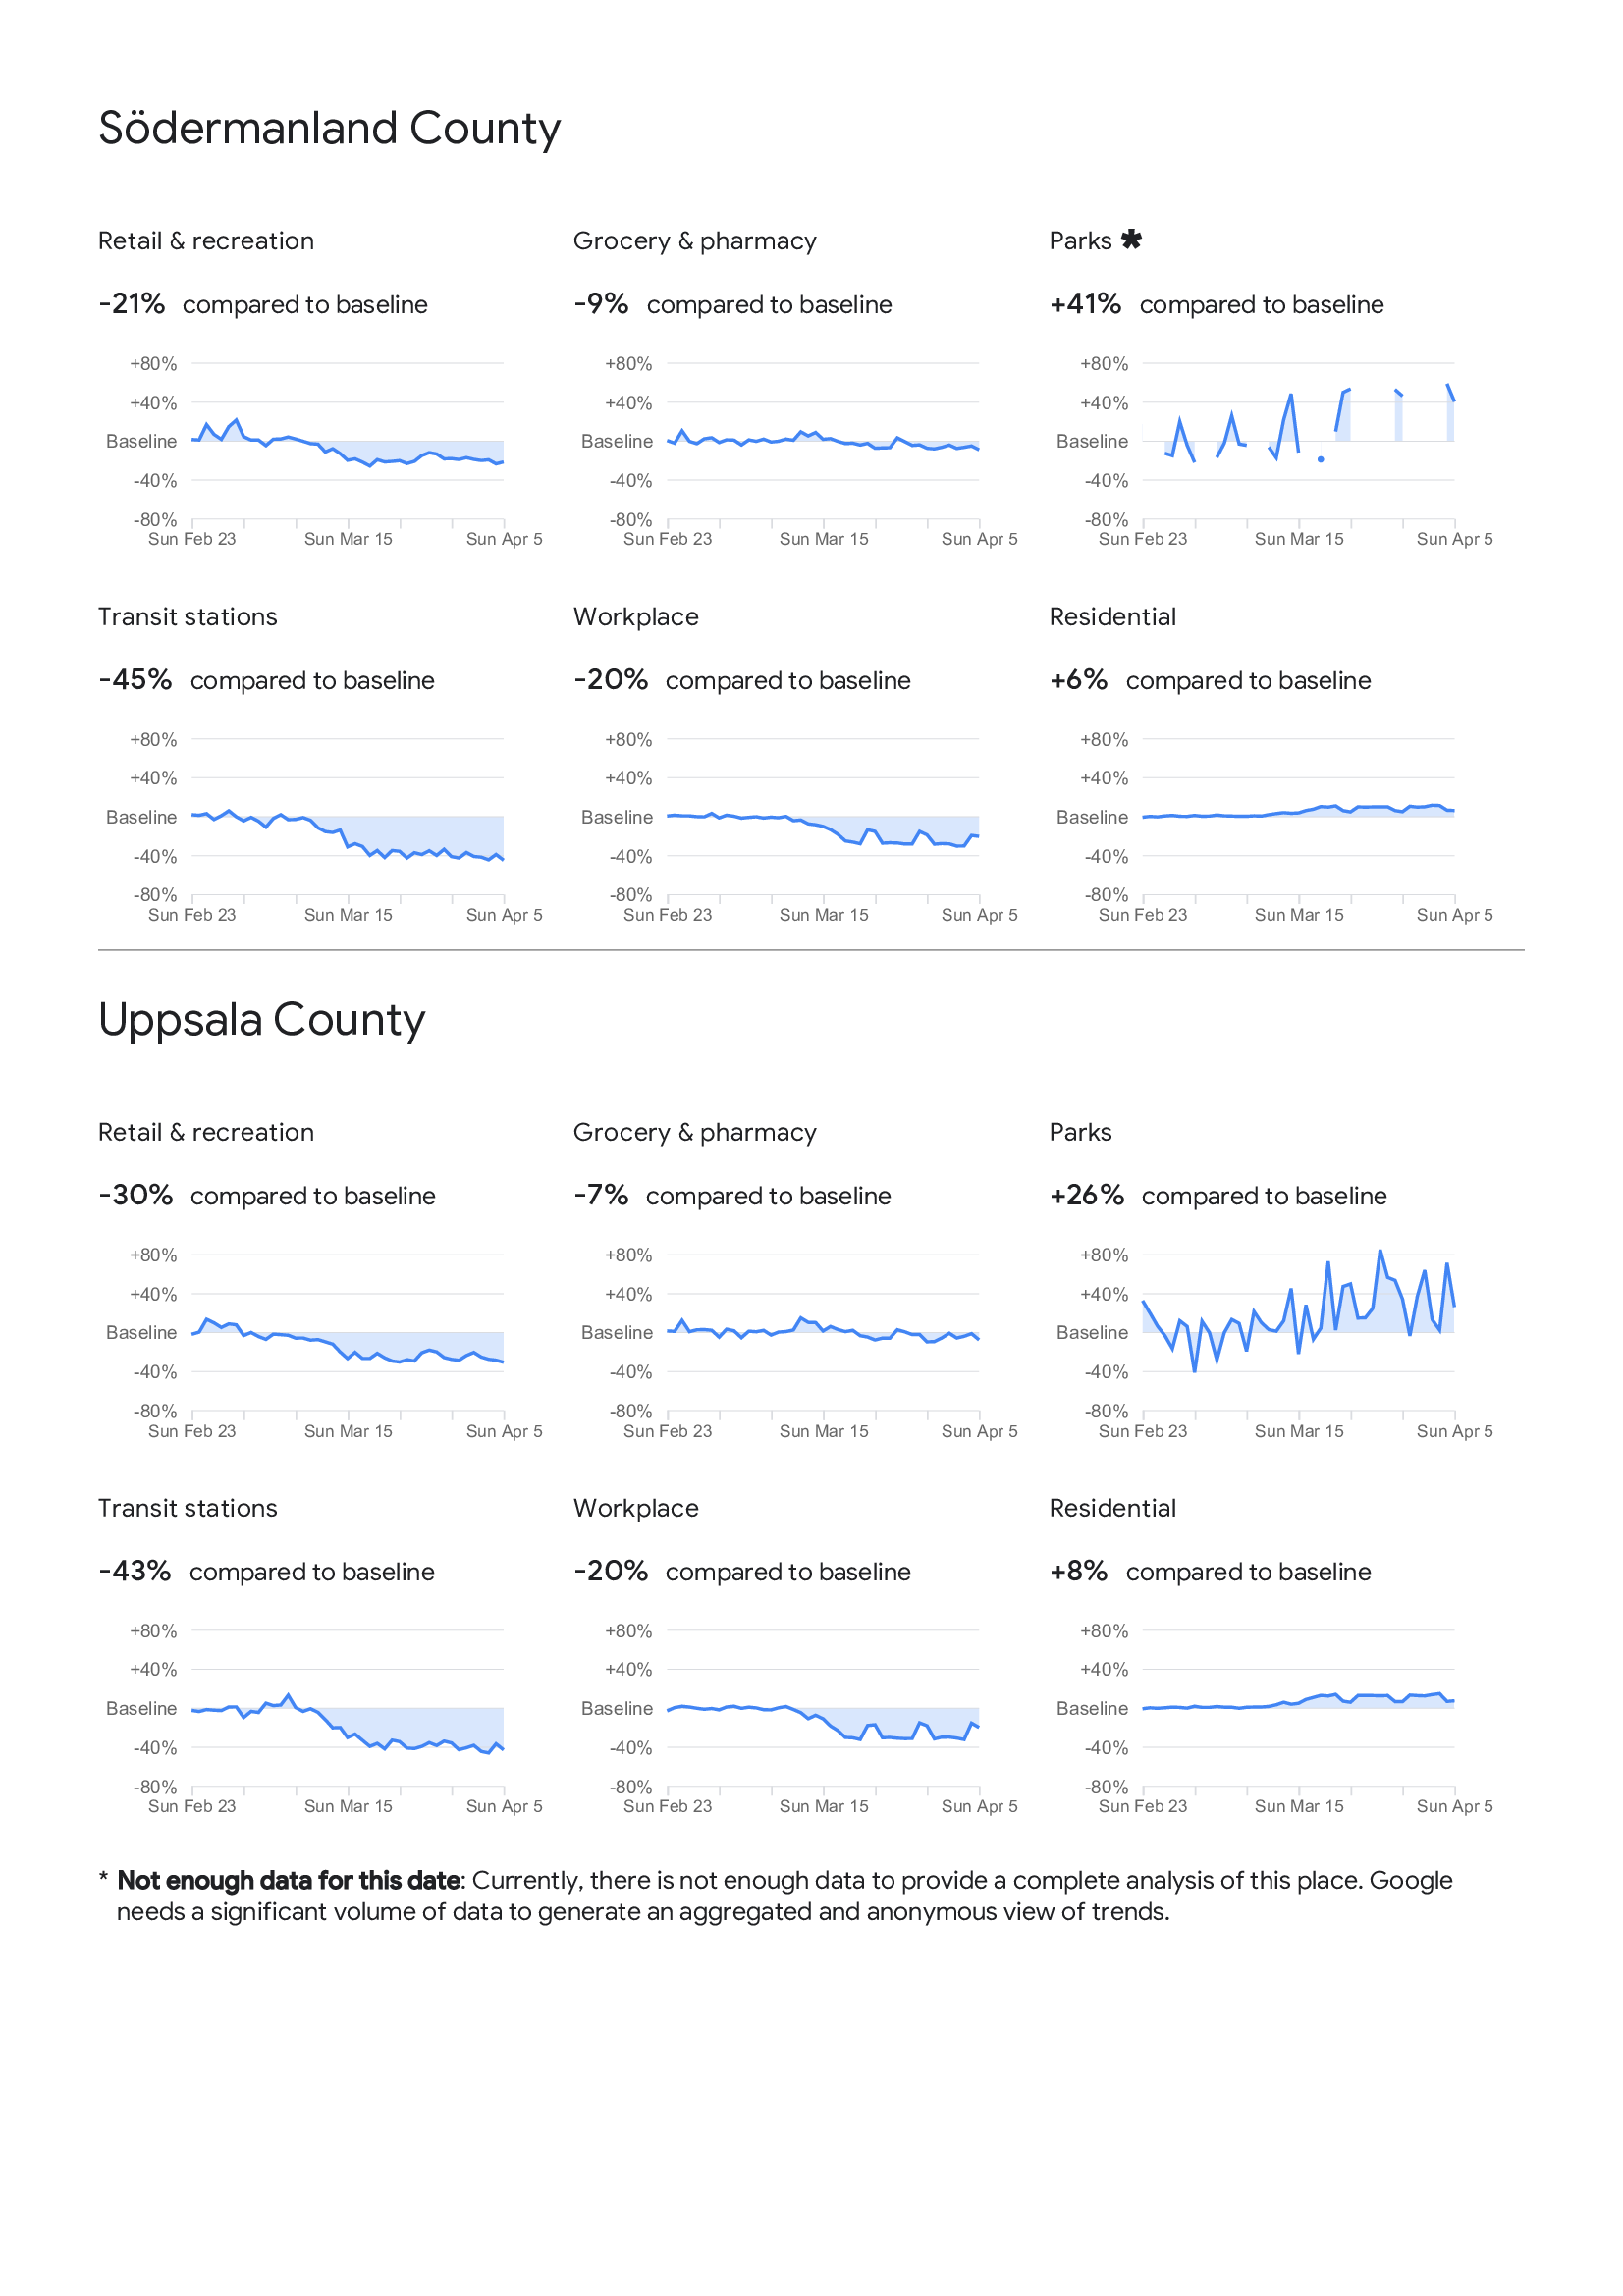 Södermanland County
Retail & recreation
-21% compared to baseline
+80%
+40%
Baseline
-40%
-80%
Sun Feb 23 Sun Mar 15 Sun Apr 5
Grocery & pharmacy
-9% compared to baseline
+80%
+40%
Baseline
-40%
-80%
Sun Feb 23 Sun Mar 15 Sun Apr 5
Parks *
+41% compared to baseline
+80%
+40%
Baseline
-40%
-80%
Sun Feb 23 Sun Mar 15 Sun Apr 5
Transit stations
-45% compared to baseline
+80%
+40%
Baseline
-40%
-80%
Sun Feb 23 Sun Mar 15 Sun Apr 5
Workplace
-20% compared to baseline
+80%
+40%
Baseline
-40%
-80%
Sun Feb 23 Sun Mar 15 Sun Apr 5
Residential
+6% compared to baseline
+80%
+40%
Baseline
-40%
-80%
Sun Feb 23 Sun Mar 15 Sun Apr 5
Uppsala County
Retail & recreation
-30% compared to baseline
+80%
+40%
Baseline
-40%
-80%
Sun Feb 23 Sun Mar 15 Sun Apr 5
Grocery & pharmacy
-7% compared to baseline
+80%
+40%
Baseline
-40%
-80%
Sun Feb 23 Sun Mar 15 Sun Apr 5
Parks
+26% compared to baseline
+80%
+40%
Baseline
-40%
-80%
Sun Feb 23 Sun Mar 15 Sun Apr 5
Transit stations
-43% compared to baseline
+80%
+40%
Baseline
-40%
-80%
Sun Feb 23 Sun Mar 15 Sun Apr 5
Workplace
-20% compared to baseline
+80%
+40%
Baseline
-40%
-80%
Sun Feb 23 Sun Mar 15 Sun Apr 5
Residential
+8% compared to baseline
+80%
+40%
Baseline
-40%
-80%
Sun Feb 23 Sun Mar 15 Sun Apr 5
* Not enough data for this date: Currently, there is not enough data to provide a complete analysis of this place. Google
needs a significant volume of data to generate an aggregated and anonymous view of trends.